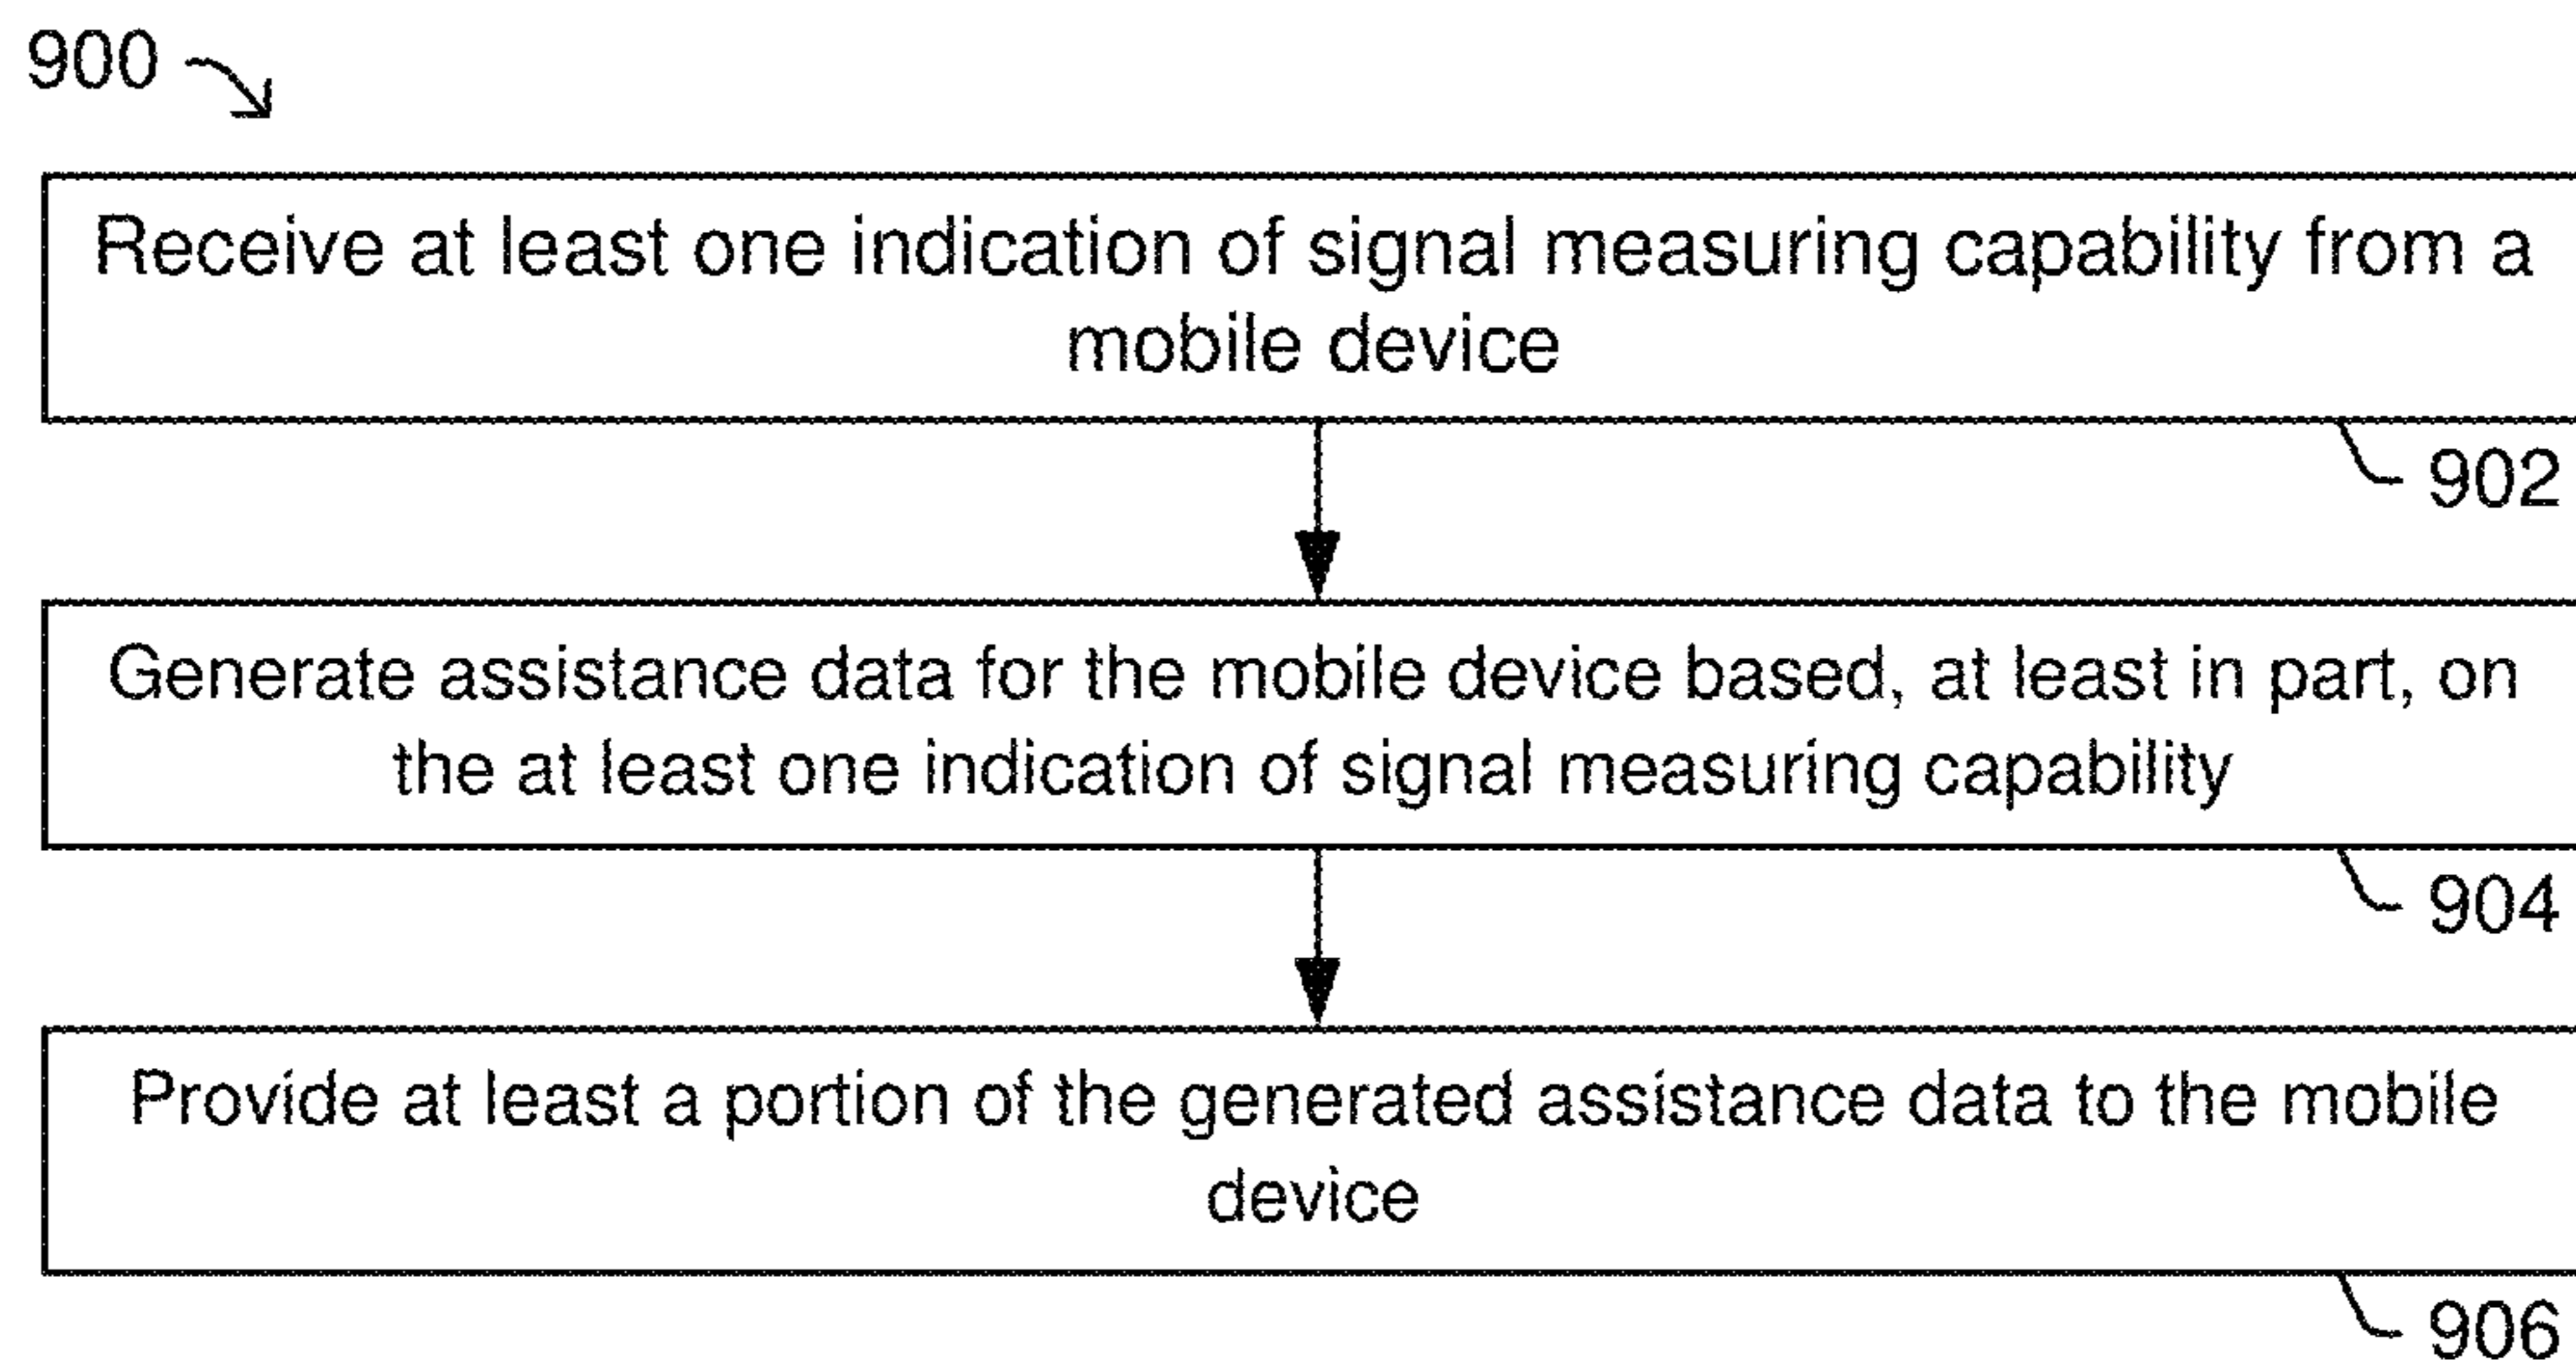 900
Receive at least one indication of signal measuring capability from a
mobile device
902
Generate assistance data for the mobile device based, at least in part, on
the at least one indication of signal measuring capability
904
Provide at least a portion of the generated assistance data to the mobile
device
906